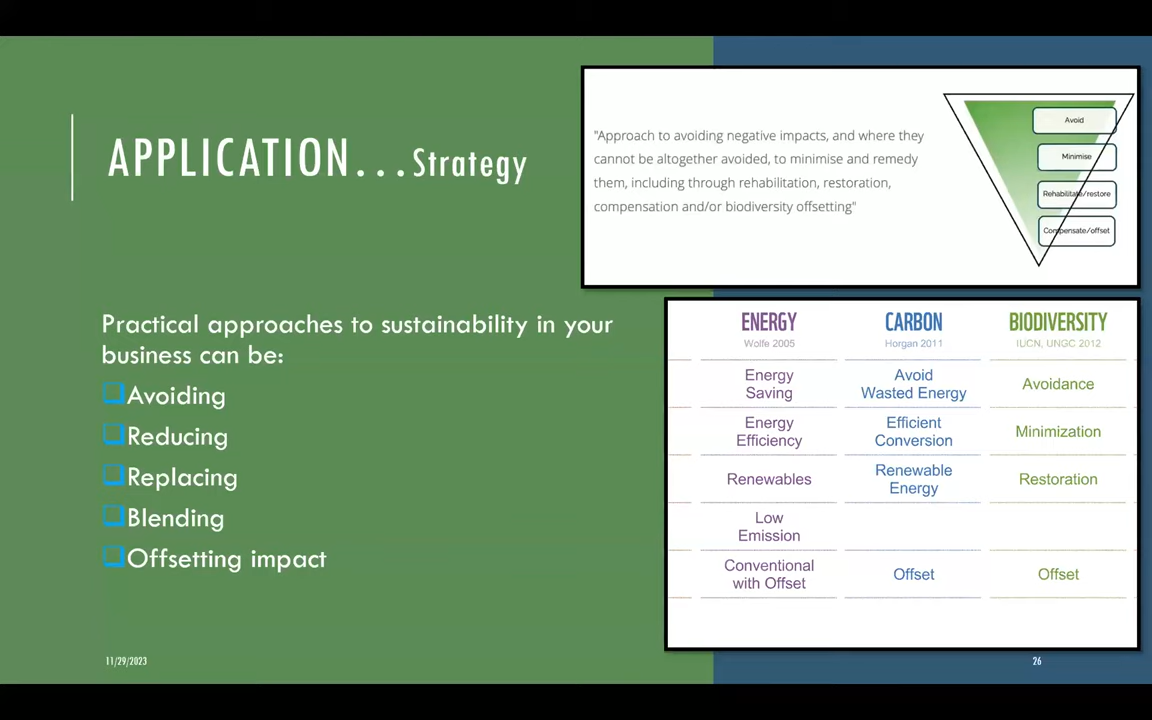 APPLICATION...Strategy
"Approach to avoiding negative impacts, and where they
cannot be altogether avoided, to minimise and remedy
them, including through rehabilitation, restoration,
compensation and/or biodiversity offsetting"
Avoid
Minimise
Rehabilitate/restore
Compensate/offset
Practical approaches to sustainability in your
business can be:
Avoiding
Reducing
Replacing
Blending
Offsetting impact
ENERGY CARBON BIODIVERSITY
Wolfe 2005 Horgan 2011 IUCN, UNGC 2012
Energy
Saving
Avoid
Wasted Energy
Avoidance
Energy
Efficiency
Efficient
Conversion
Minimization
Renewables
Renewable
Energy
Restoration
Low
Emission
Conventional
with Offset
Offset
Offset
11/29/2023
26